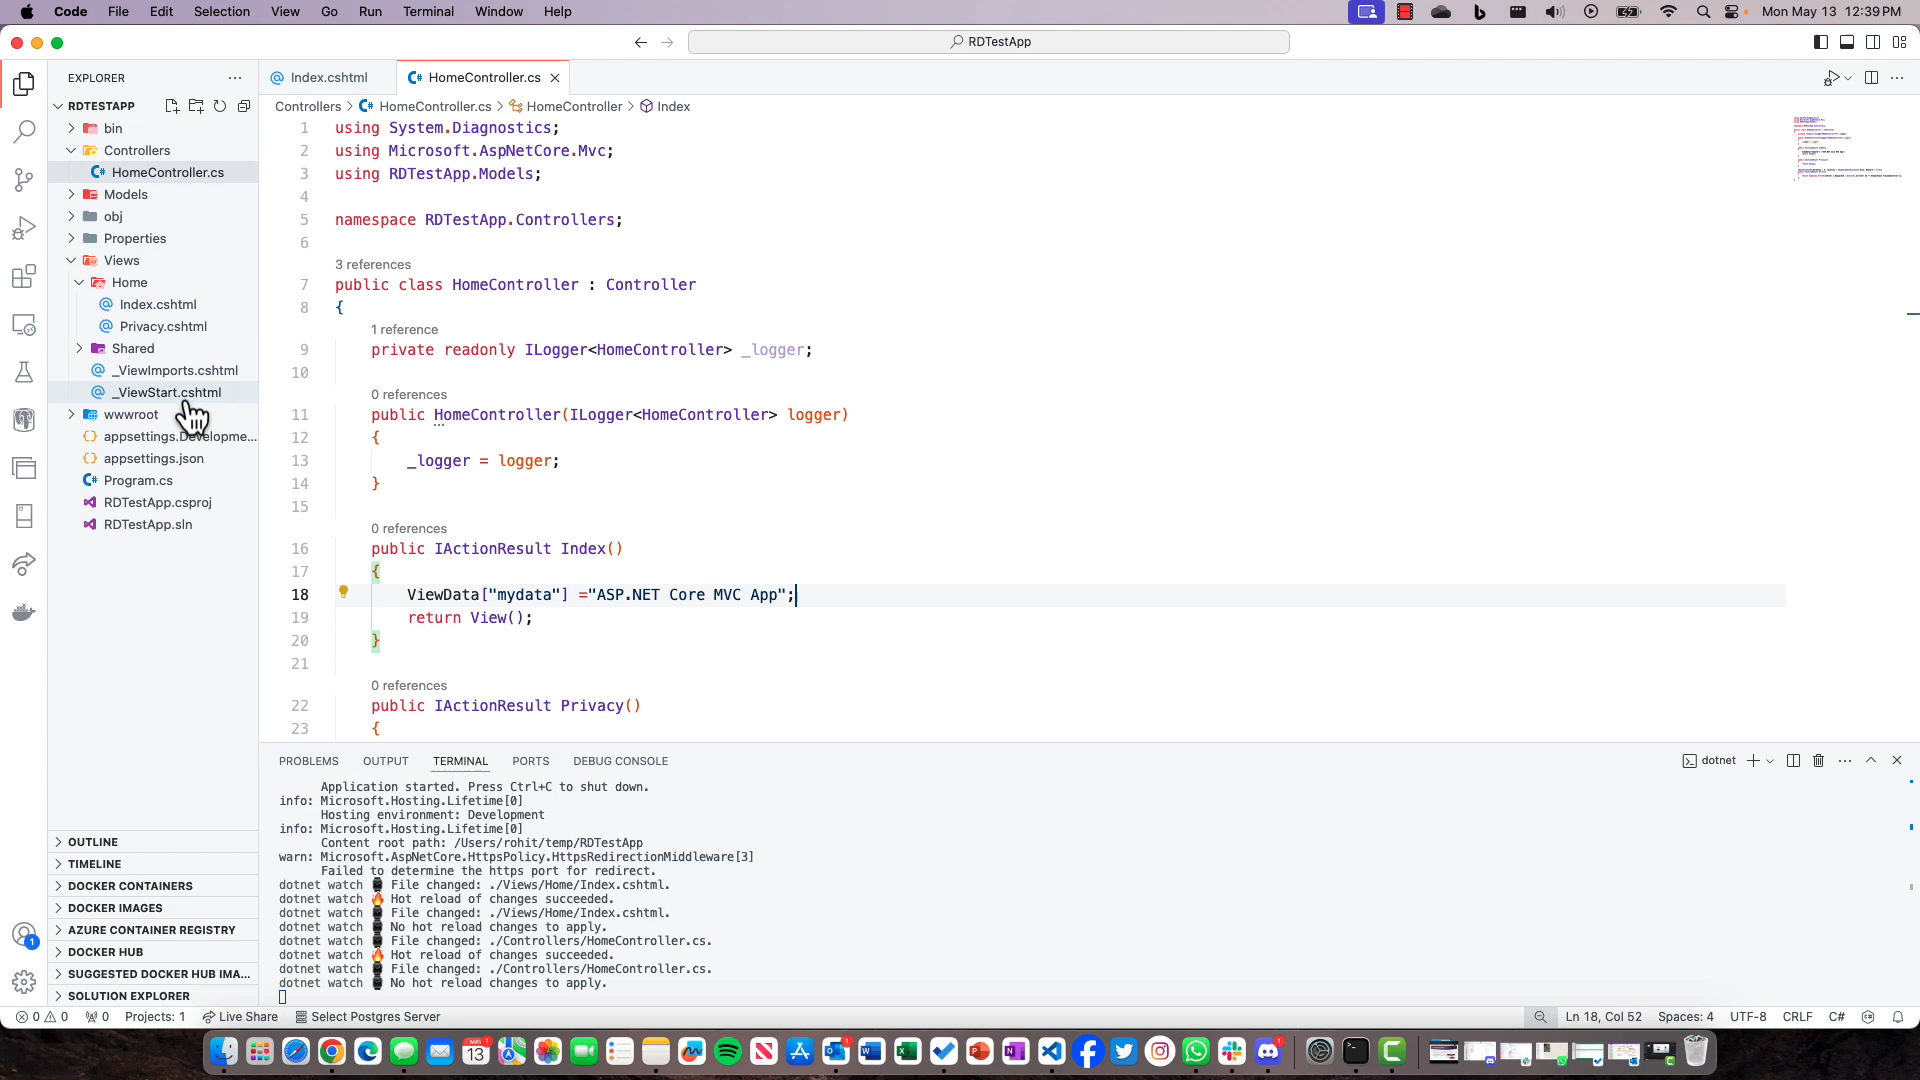 Code File Edit Selection View Go Run Terminal Window Help
Mon May 13 12:39 PM
RDTestApp
EXPLORER
Index.cshtml
HomeController.cs
RDTESTAPP
Controllers > HomeController.cs > HomeController > Index
bin
Controllers
HomeController.cs
Models
obj
Properties
Views
Home
Index.cshtml
Privacy.cshtml
Shared
_ViewImports.cshtml
_ViewStart.cshtml
wwwroot
appsettings.Developme...
appsettings.json
Program.cs
RDTestApp.csproj
RDTestApp.sln
OUTLINE
TIMELINE
DOCKER CONTAINERS
DOCKER IMAGES
AZURE CONTAINER REGISTRY
DOCKER HUB
SUGGESTED DOCKER HUB IMA...
SOLUTION EXPLORER
1 using System.Diagnostics;
2 using Microsoft.AspNetCore.Mvc;
3 using RDTestApp.Models;
4
5 namespace RDTestApp.Controllers;
6
3 references
7 public class HomeController : Controller
8 {
1 reference
9 private readonly ILogger<HomeController> _logger;
10
0 references
11 public HomeController(ILogger<HomeController> logger)
12 {
13 _logger = logger;
14 }
15
0 references
16 public IActionResult Index()
17 {
18 ViewData["mydata"] ="ASP.NET Core MVC App";
19 return View();
20 }
21
0 references
22 public IActionResult Privacy()
23 {
PROBLEMS OUTPUT TERMINAL PORTS DEBUG CONSOLE
dotnet
Application started. Press Ctrl+C to shut down.
info: Microsoft.Hosting.Lifetime[0]
Hosting environment: Development
info: Microsoft.Hosting.Lifetime[0]
Content root path: /Users/rohit/temp/RDTestApp
warn: Microsoft.AspNetCore.HttpsPolicy.HttpsRedirectionMiddleware[3]
Failed to determine the https port for redirect.
dotnet watch File changed: ./Views/Home/Index.cshtml.
dotnet watch Hot reload of changes succeeded.
dotnet watch File changed: ./Views/Home/Index.cshtml.
dotnet watch No hot reload changes to apply.
dotnet watch File changed: ./Controllers/HomeController.cs.
dotnet watch Hot reload of changes succeeded.
dotnet watch File changed: ./Controllers/HomeController.cs.
dotnet watch No hot reload changes to apply.
1
0 0 0 Projects: 1 Live Share Select Postgres Server
Ln 18, Col 52 Spaces: 4 UTF-8 CRLF C#